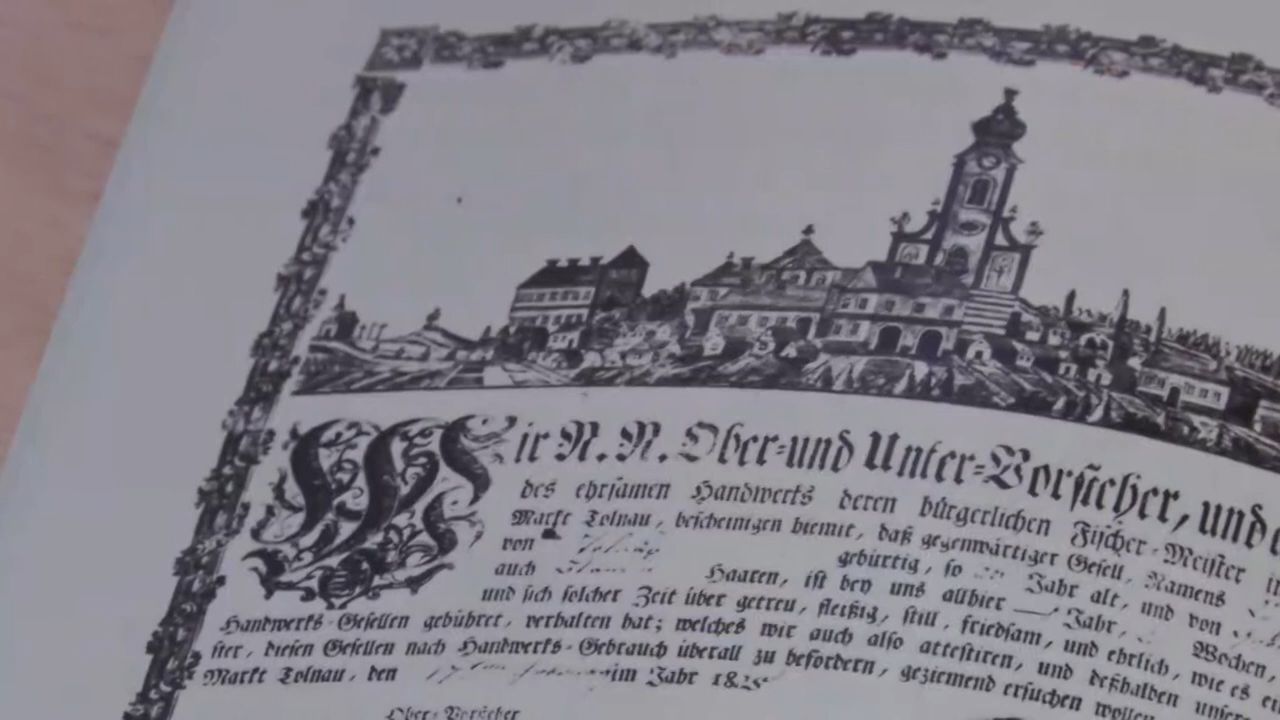 Wir N. N. Ober- und Unter-Vorsteher, und
des ehrsamen Handwerks deren bürgerlichen Fischer-Meister
Markt Tolnau, bescheinigen hiemit, daß gegenwärtiger Gesell, Namens
von Tolnau gebürtig, so Jahr alt, und von
auch Haaren, ist bey uns allhier Jahr, Wochen,
und sich solcher Zeit über getreu, fleißig, still, friedsam, und ehrlich, wie es
Handwerks-Gesellen gebühret, verhalten hat; welches wir auch also attestiren, und deßhalben
ster, diesen Gesellen nach Handwerks-Gebrauch überall zu befördern, geziemend ersuchen wollen
Markt Tolnau, den im Jahr 18
Ober-Vorsteher